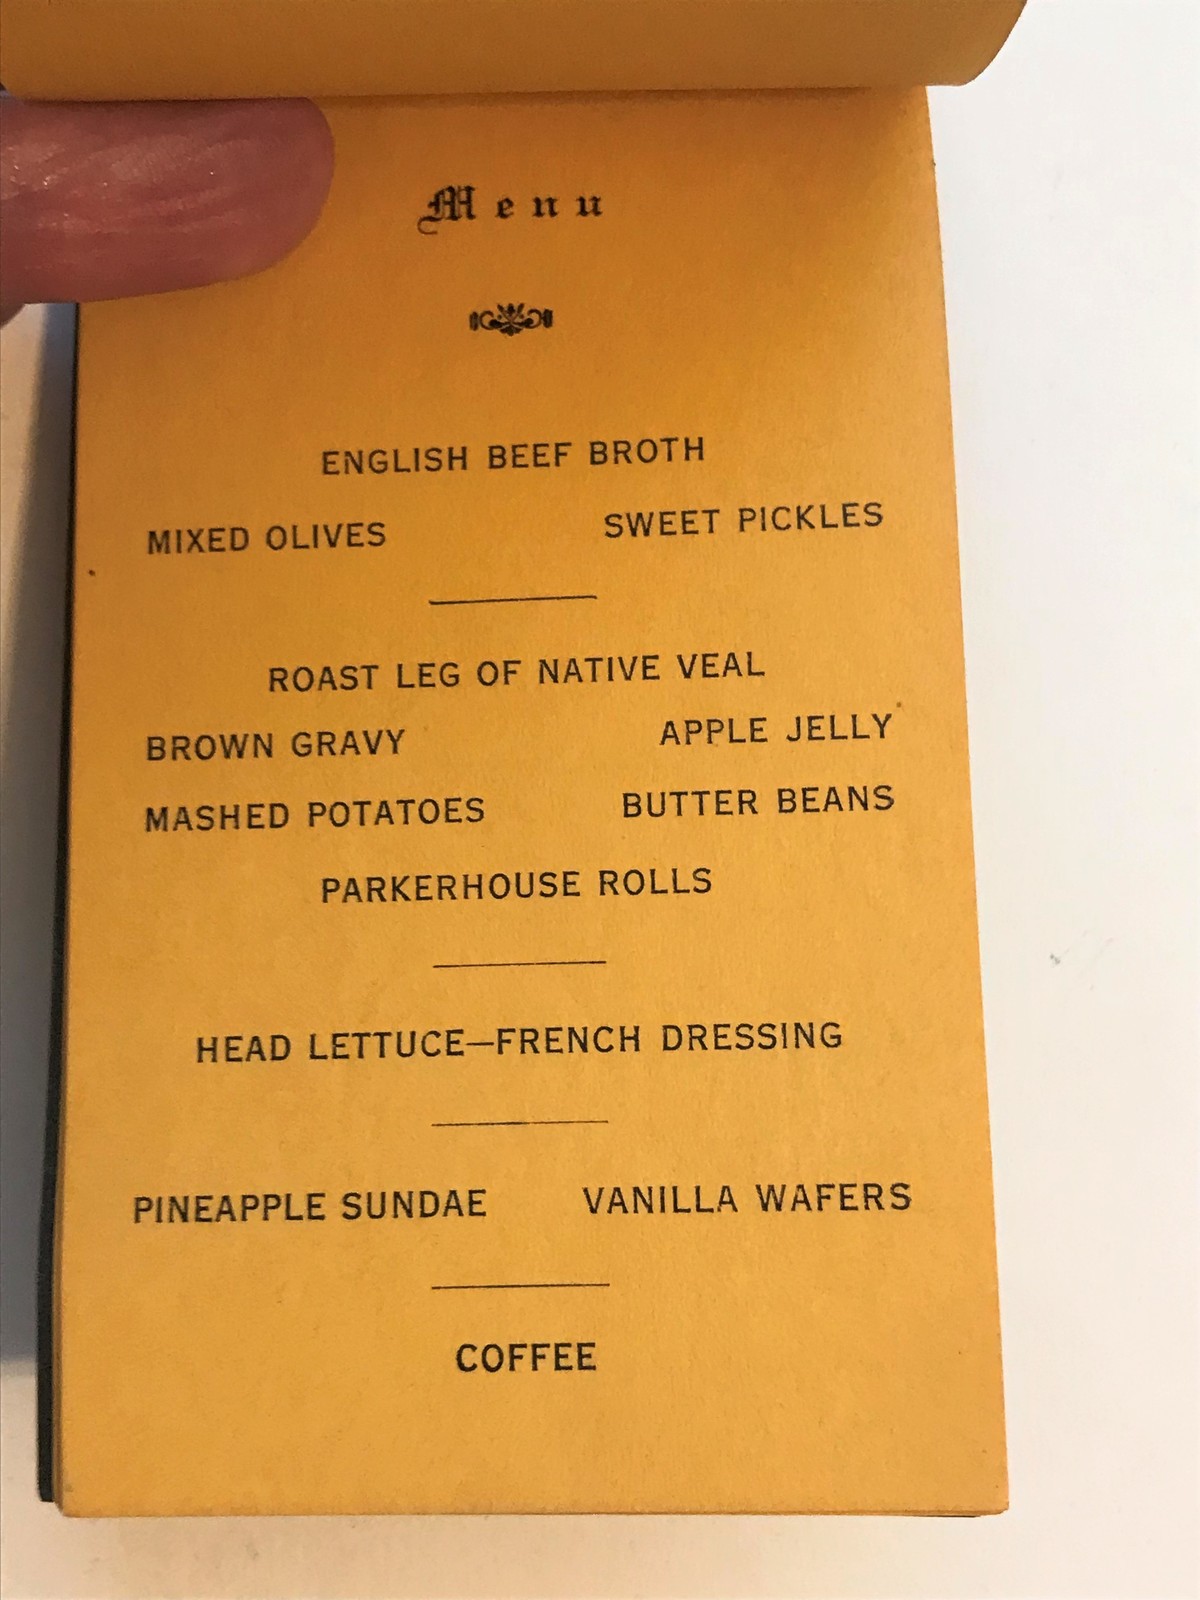 Menu
ENGLISH BEEF BROTH
MIXED OLIVES SWEET PICKLES
ROAST LEG OF NATIVE VEAL
BROWN GRAVY APPLE JELLY
MASHED POTATOES BUTTER BEANS
PARKERHOUSE ROLLS
HEAD LETTUCE—FRENCH DRESSING
PINEAPPLE SUNDAE VANILLA WAFERS
COFFEE